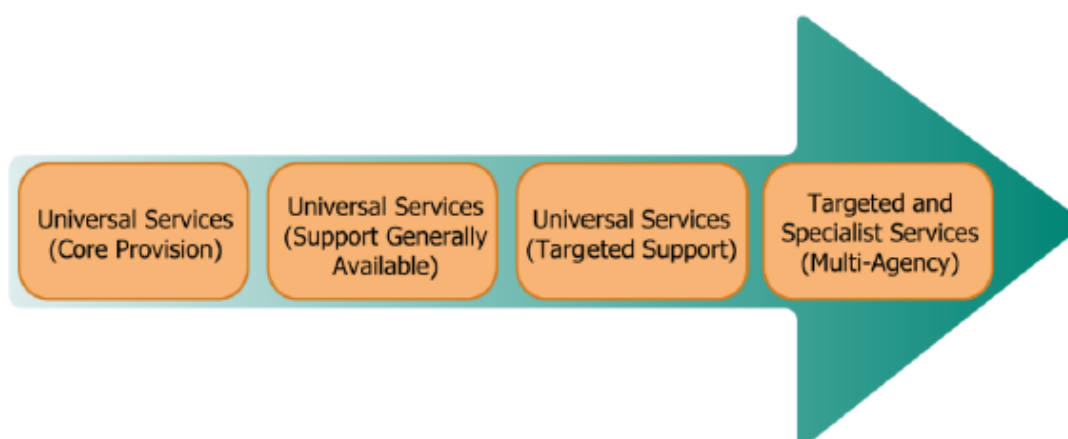 Universal Services
(Core Provision)
Universal Services
(Support Generally
Available)
Universal Services
(Targeted Support)
Targeted and
Specialist Services
(Multi-Agency)